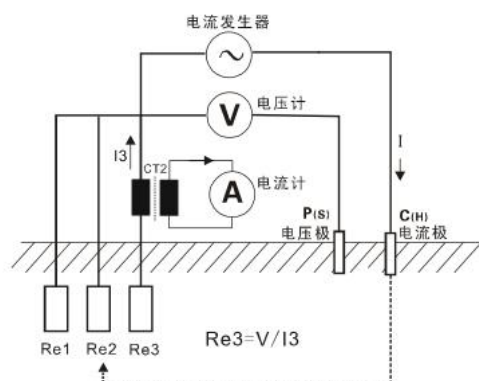 电流发生器
V
电压计
I3
I
CT2
A
电流计
P(S)
C(H)
电压极
电流极
Re1
Re2
Re3
Re3=V/I3